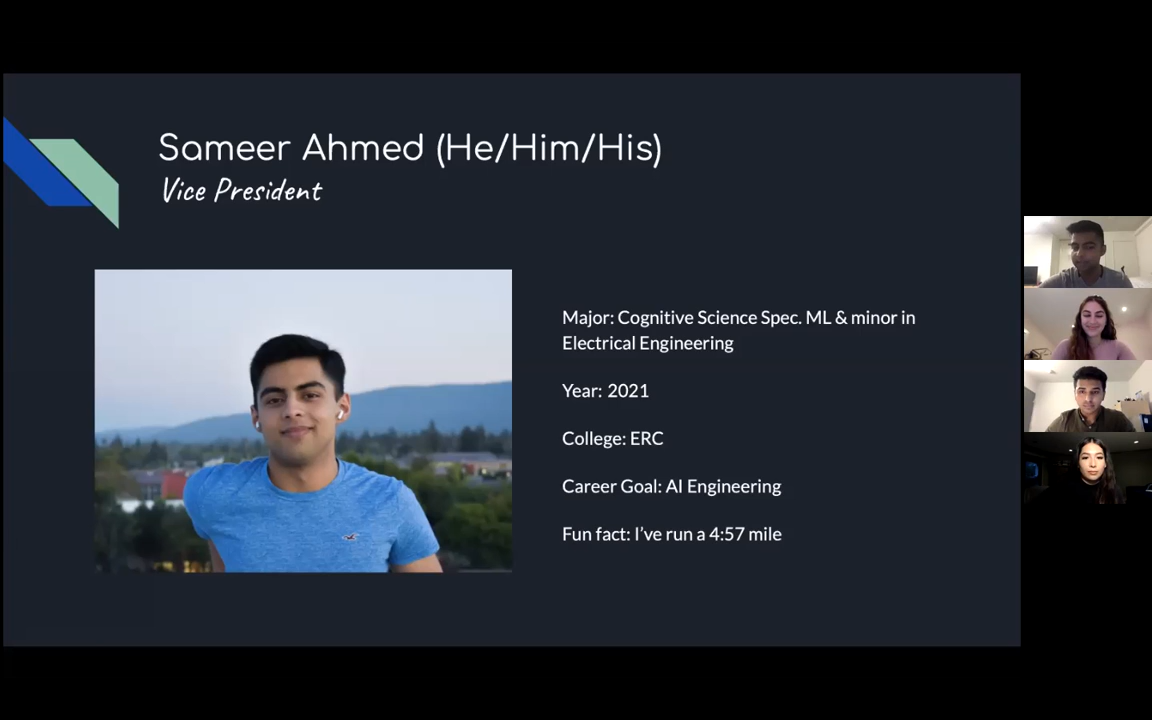 Sameer Ahmed (He/Him/His)
Vice President
Major: Cognitive Science Spec. ML & minor in
Electrical Engineering
Year: 2021
College: ERC
Career Goal: AI Engineering
Fun fact: I've run a 4:57 mile